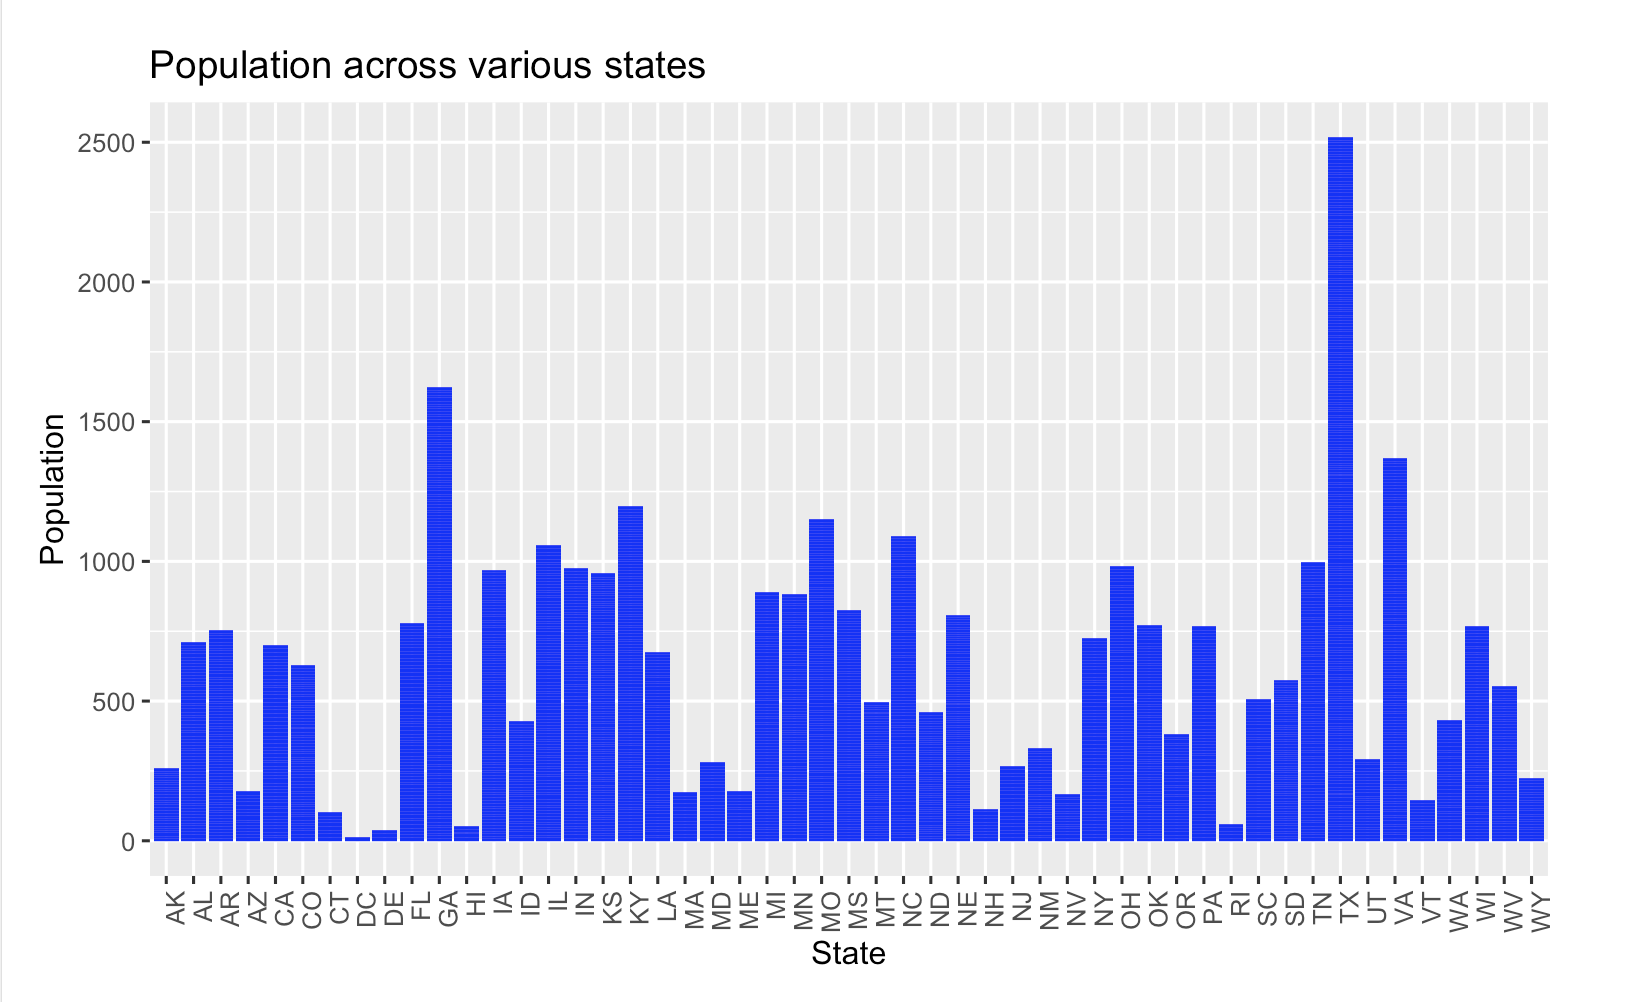 Population across various states
2500
2000
1500
1000
500
0
Population
AK AL AR AZ CA CO CT DC DE FL GA HI IA ID IL IN KS KY LA MA MD ME MI MN MO MS MT NC ND NE NH NJ NM NV NY OH OK OR PA RI SC SD TN TX UT VA VT WA WI WV WY
State